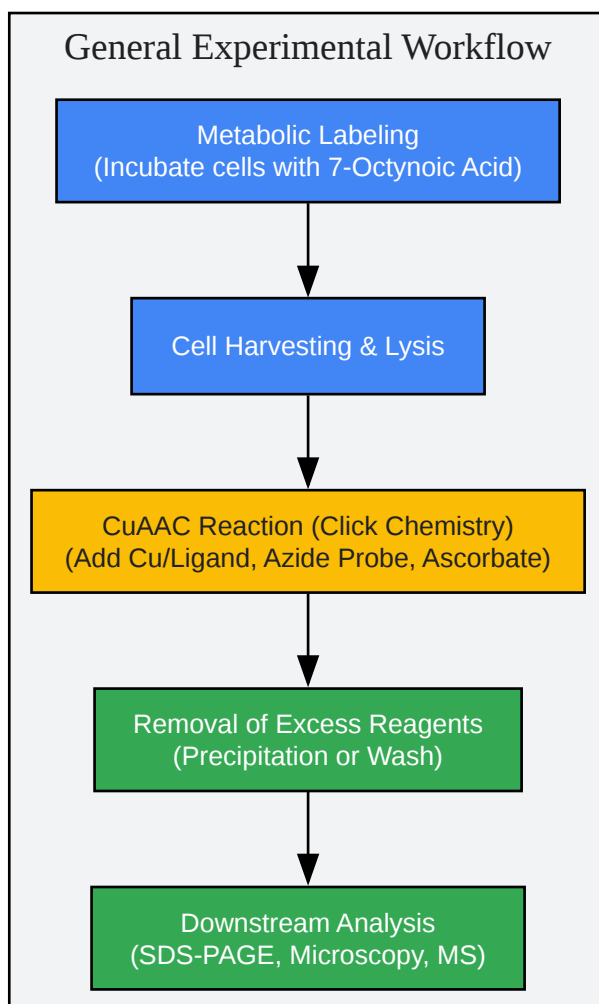 General Experimental Workflow
Metabolic Labeling
(Incubate cells with 7-Octynoic Acid)
Cell Harvesting & Lysis
CuAAC Reaction (Click Chemistry)
(Add Cu/Ligand, Azide Probe, Ascorbate)
Removal of Excess Reagents
(Precipitation or Wash)
Downstream Analysis
(SDS-PAGE, Microscopy, MS)